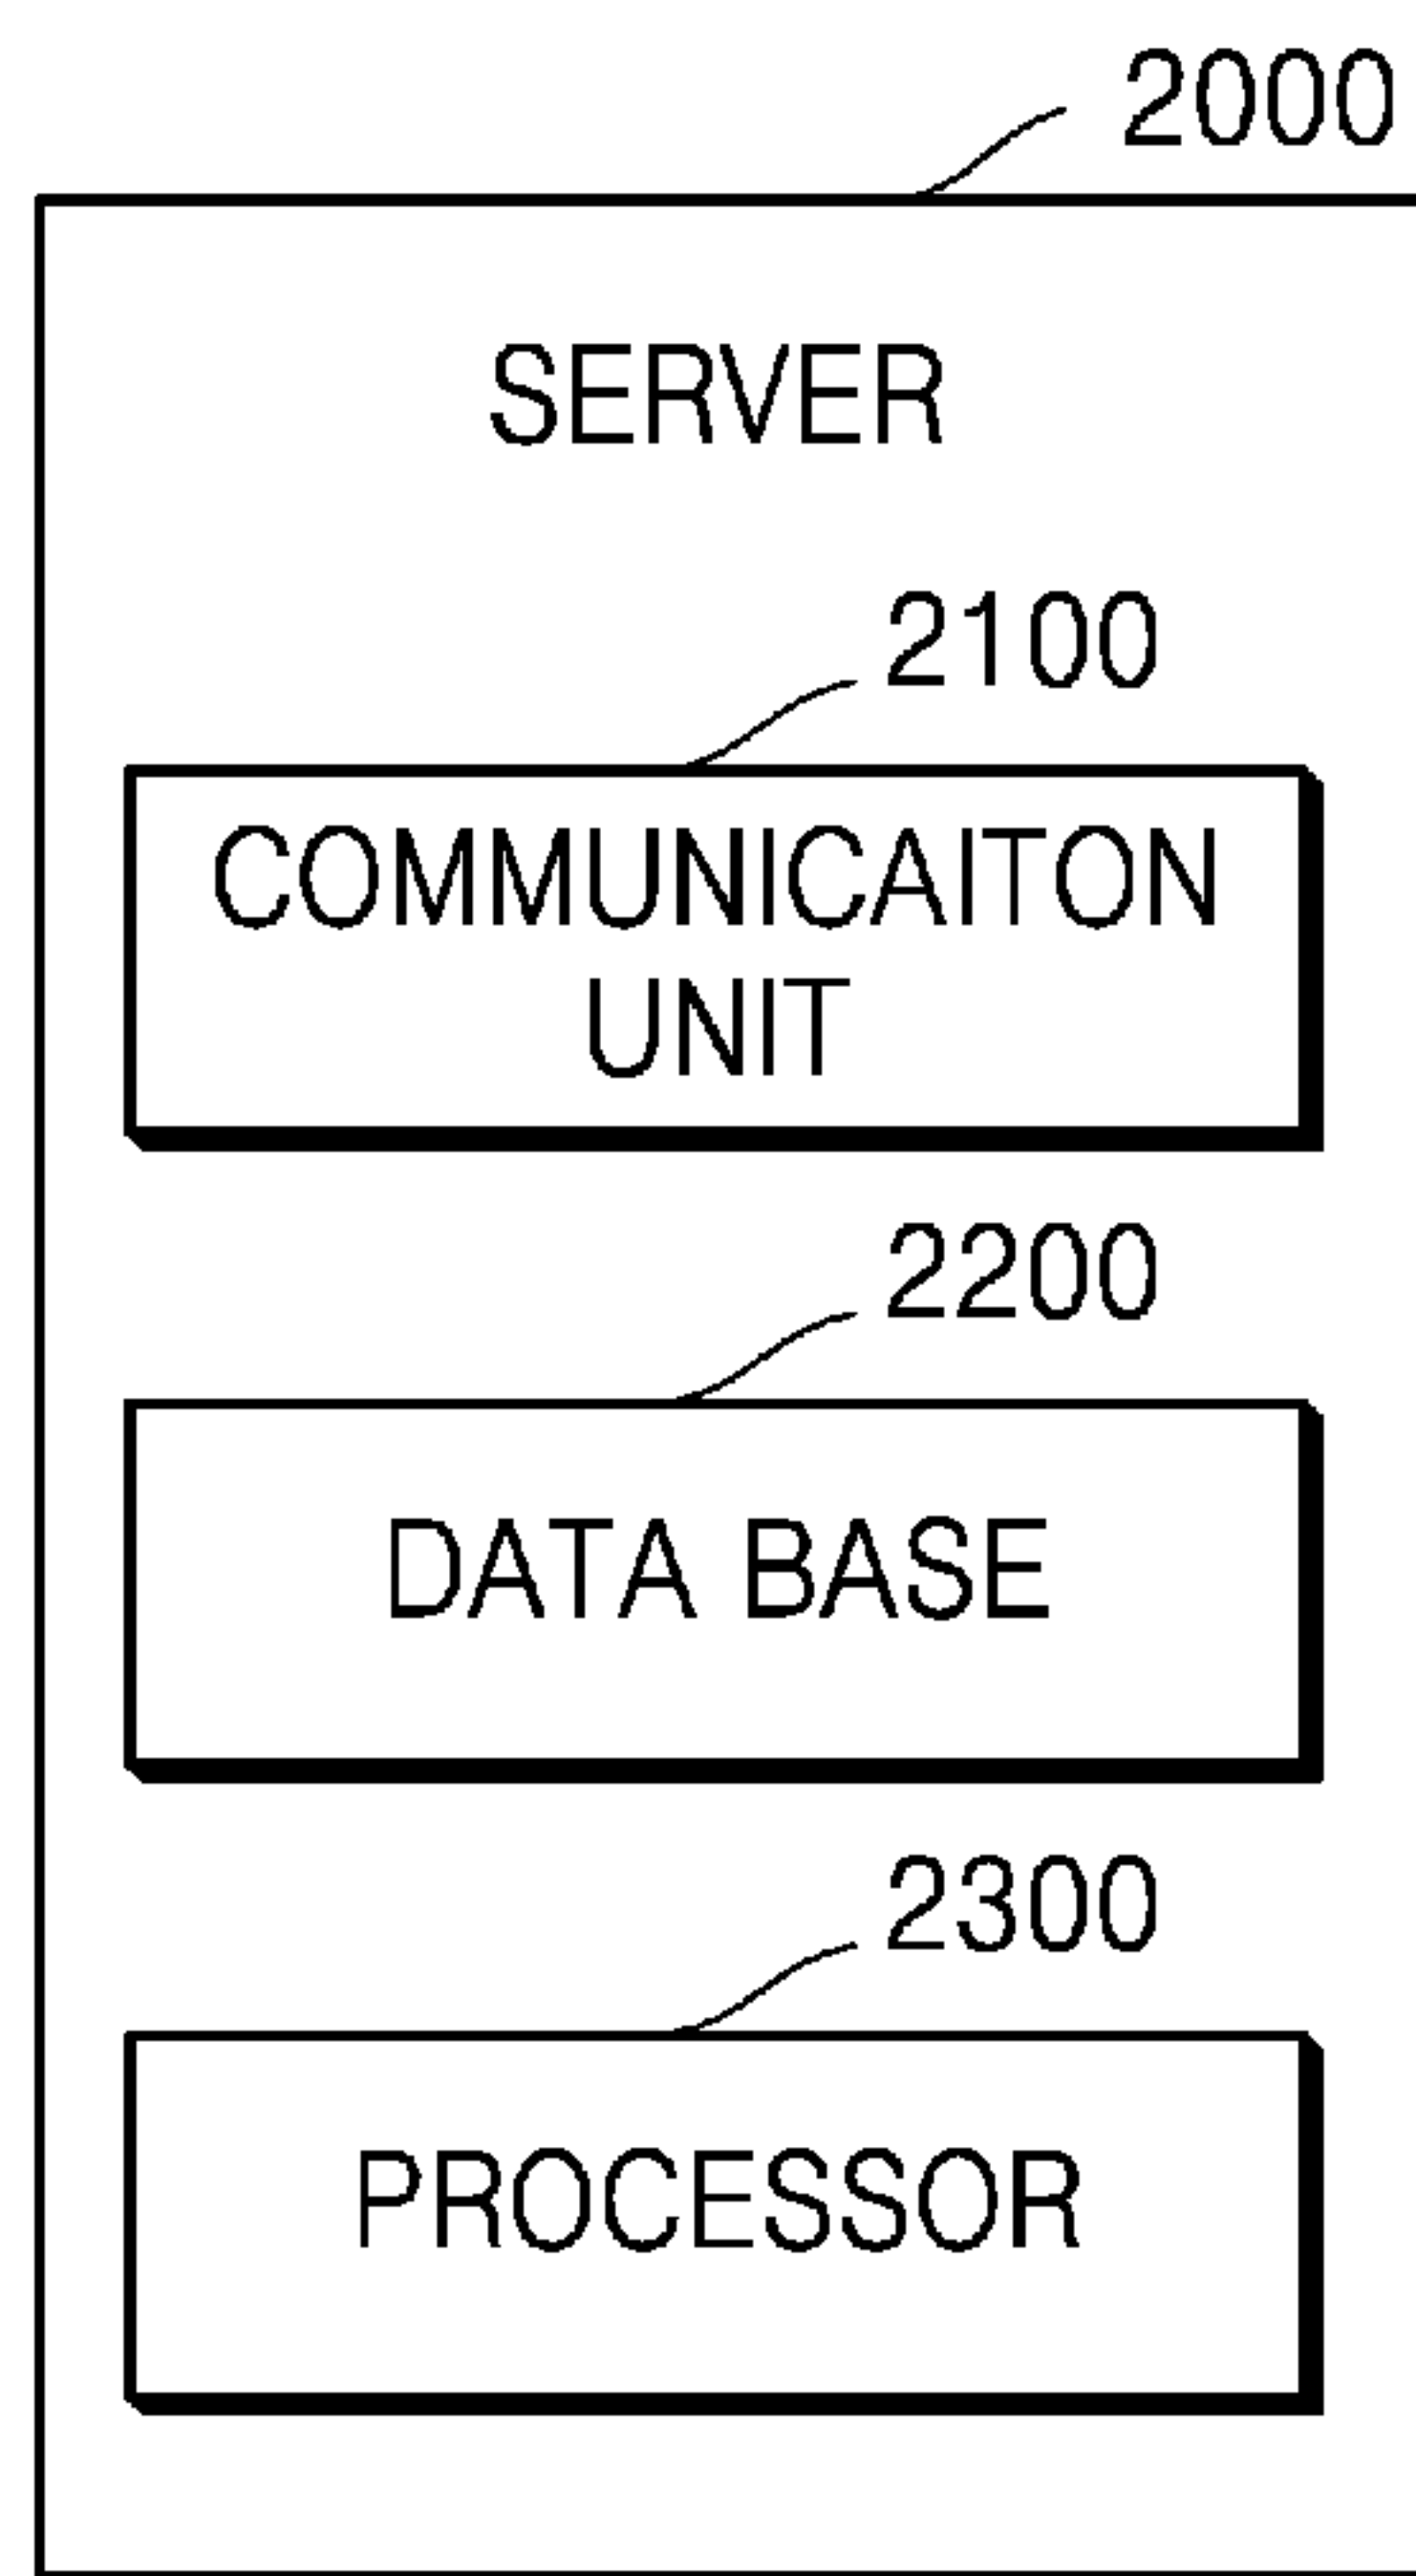 2000
SERVER
2100
COMMUNICAITON
UNIT
2200
DATA BASE
2300
PROCESSOR